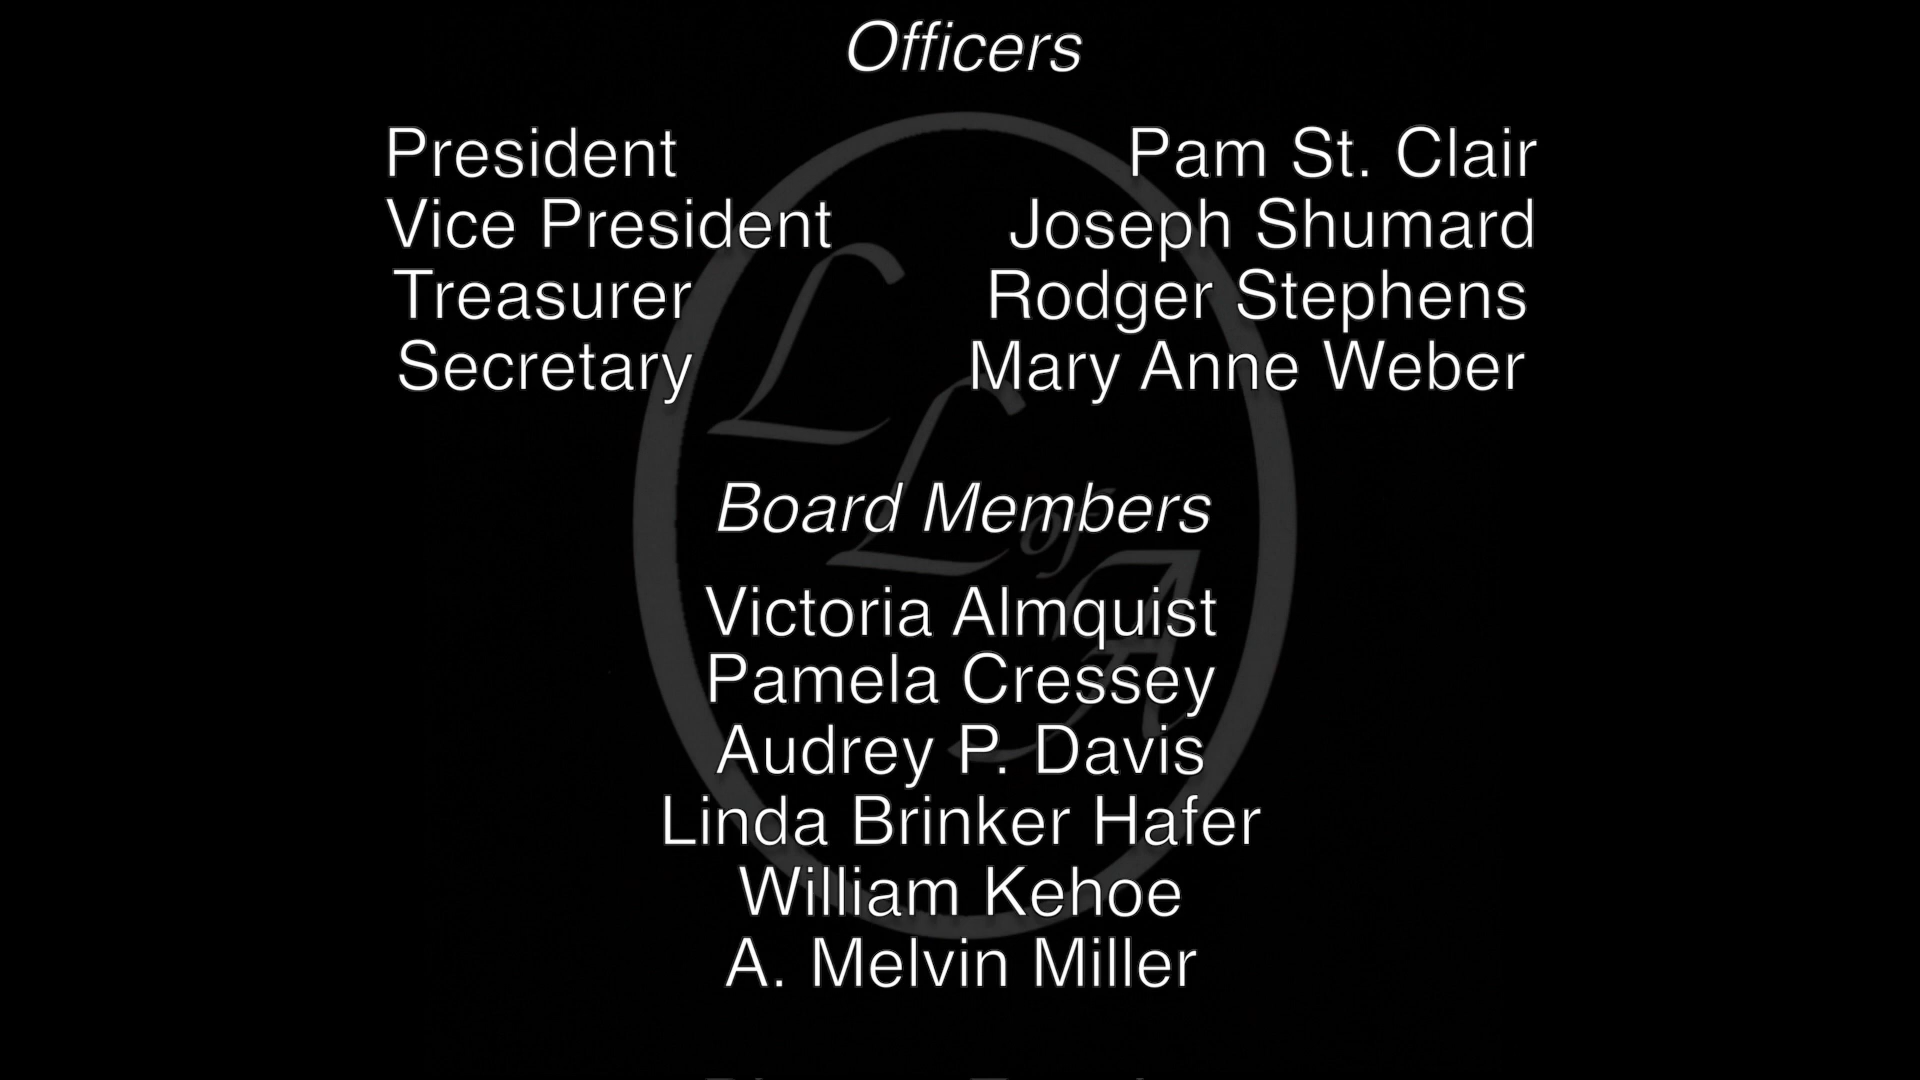 Officers
President Pam St. Clair
Vice President Joseph Shumard
Treasurer Rodger Stephens
Secretary Mary Anne Weber
L
L of
A
Board Members
Victoria Almquist
Pamela Cressey
Audrey P. Davis
Linda Brinker Hafer
William Kehoe
A. Melvin Miller